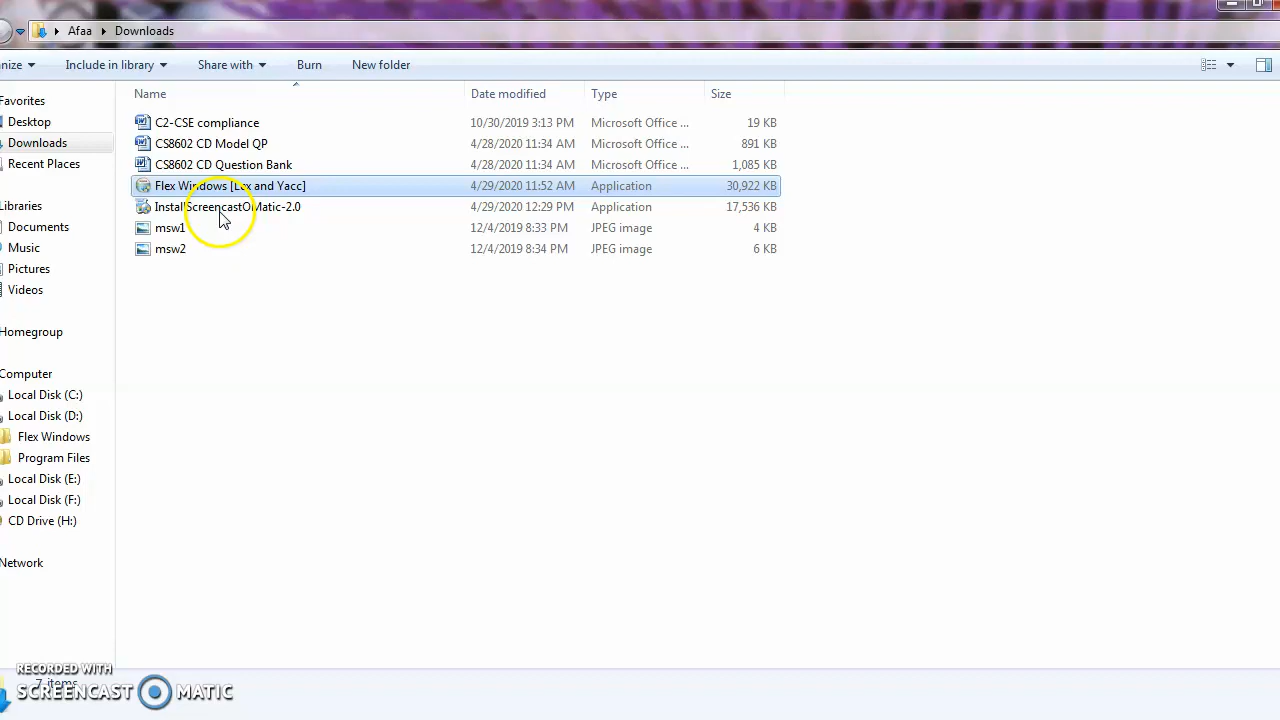 Afaa Downloads
nize Include in library Share with Burn New folder
Name Date modified Type Size
C2-CSE compliance 10/30/2019 3:13 PM Microsoft Office ... 19 KB
CS8602 CD Model QP 4/28/2020 11:34 AM Microsoft Office ... 891 KB
CS8602 CD Question Bank 4/28/2020 11:34 AM Microsoft Office ... 1,085 KB
Flex Windows [Lex and Yacc] 4/29/2020 11:52 AM Application 30,922 KB
InstallScreencastOMatic-2.0 4/29/2020 12:29 PM Application 17,536 KB
msw1 12/4/2019 8:33 PM JPEG image 4 KB
msw2 12/4/2019 8:34 PM JPEG image 6 KB
Favorites
Desktop
Downloads
Recent Places
Libraries
Documents
Music
Pictures
Videos
Homegroup
Computer
Local Disk (C:)
Local Disk (D:)
Flex Windows
Program Files
Local Disk (E:)
Local Disk (F:)
CD Drive (H:)
Network
7 items
RECORDED WITH
SCREENCAST MATIC